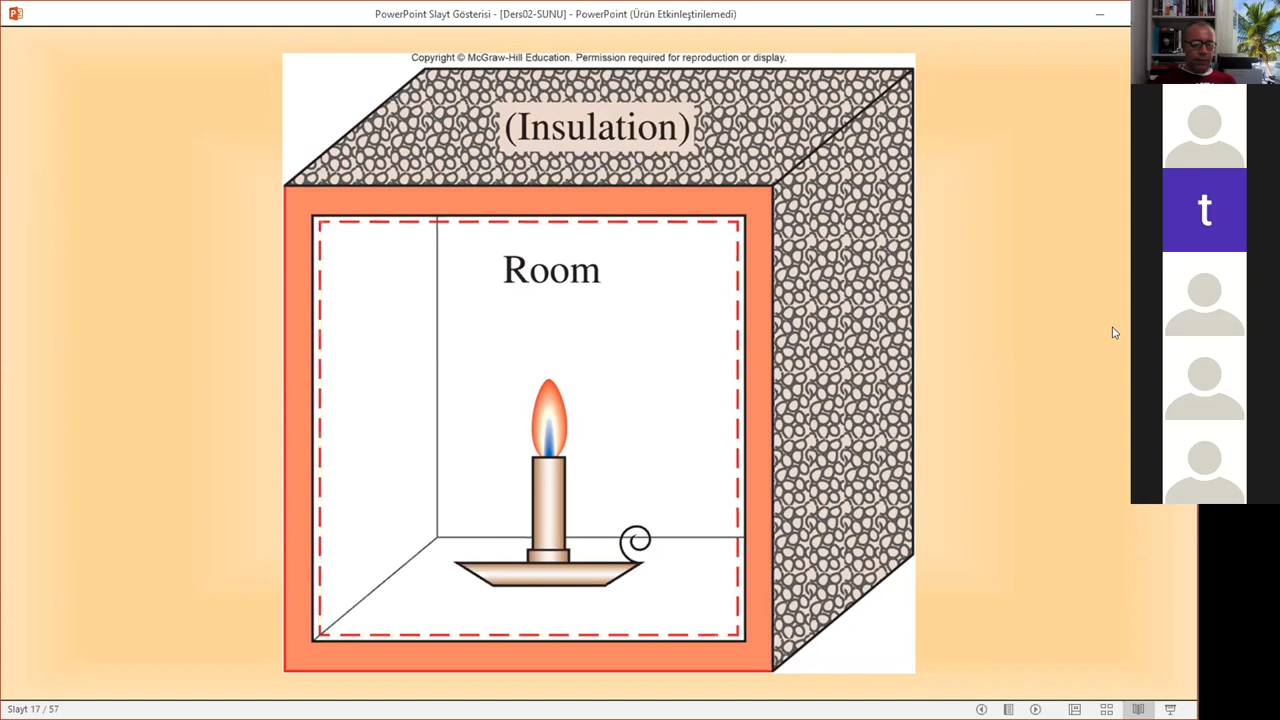 PowerPoint Slayt Gösterisi - [Ders02-SUNU] - PowerPoint (Ürün Etkinleştirilemedi)
Copyright © McGraw-Hill Education. Permission required for reproduction or display.
(Insulation)
t
Room
Slayt 17 / 57